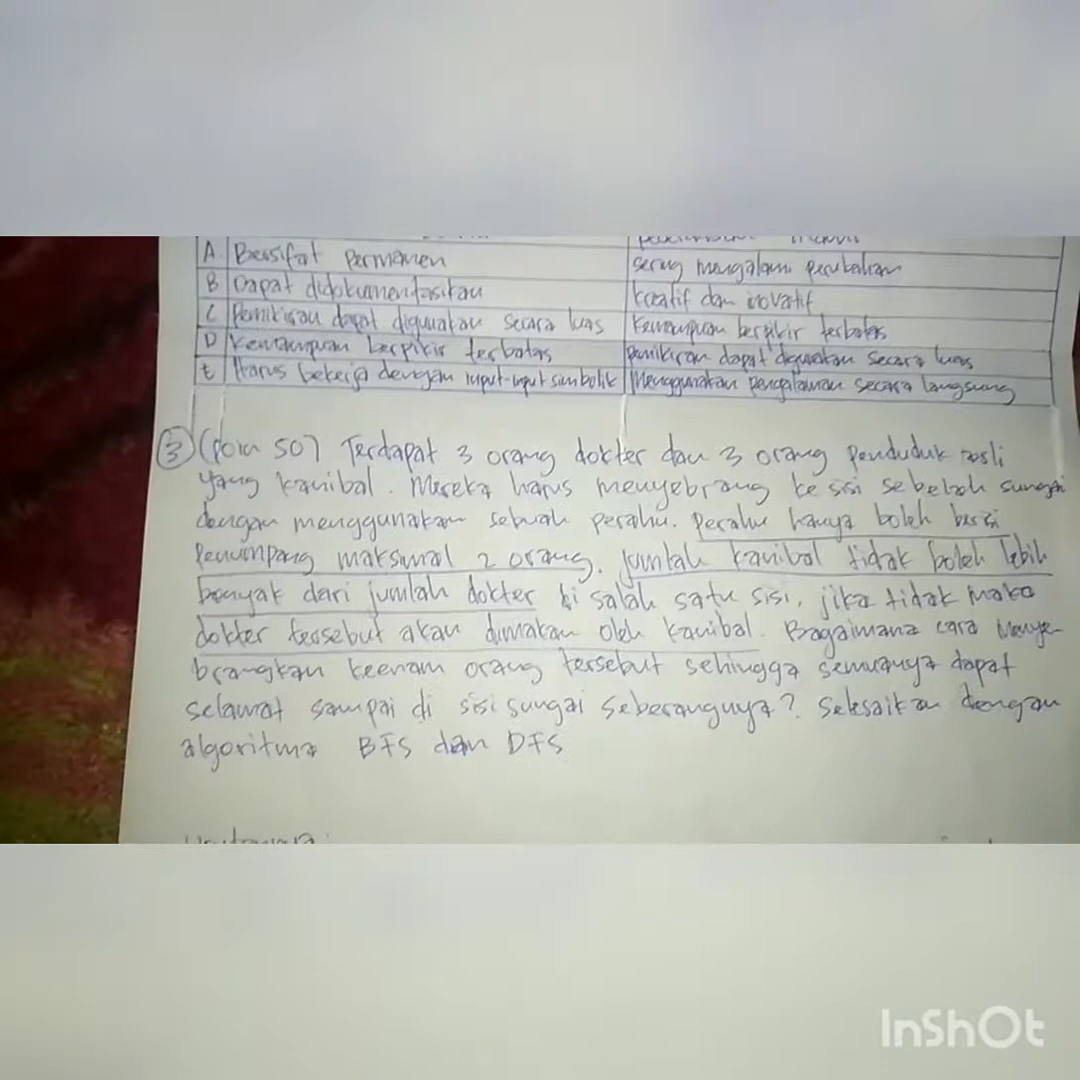 A. Bersifat permanen | sering mengalami perubahan
B Dapat didokumentasikan | kreatif dan inovatif
C Pemikiran dapat digunakan secara luas | Kemampuan berpikir terbatas
D Kemampuan berpikir terbatas | pemikiran dapat digunakan secara luas
E Harus bekerja dengan input-input simbolik | Menggunakan pengalaman secara langsung
3 (poin 50) Terdapat 3 orang dokter dan 3 orang penduduk asli
yang kanibal. Mereka harus menyebrang ke sisi sebelah sungai
dengan menggunakan sebuah perahu. perahu hanya boleh berisi
penumpang maksimal 2 orang. jumlah kanibal tidak boleh lebih
banyak dari jumlah dokter di salah satu sisi, jika tidak maka
dokter tersebut akan dimakan oleh kanibal. Bagaimana cara menye-
brangkan keenam orang tersebut sehingga semuanya dapat
selamat sampai di sisi sungai seberangnya? Selesaikan dengan
algoritma BFS dan DFS
InShOt